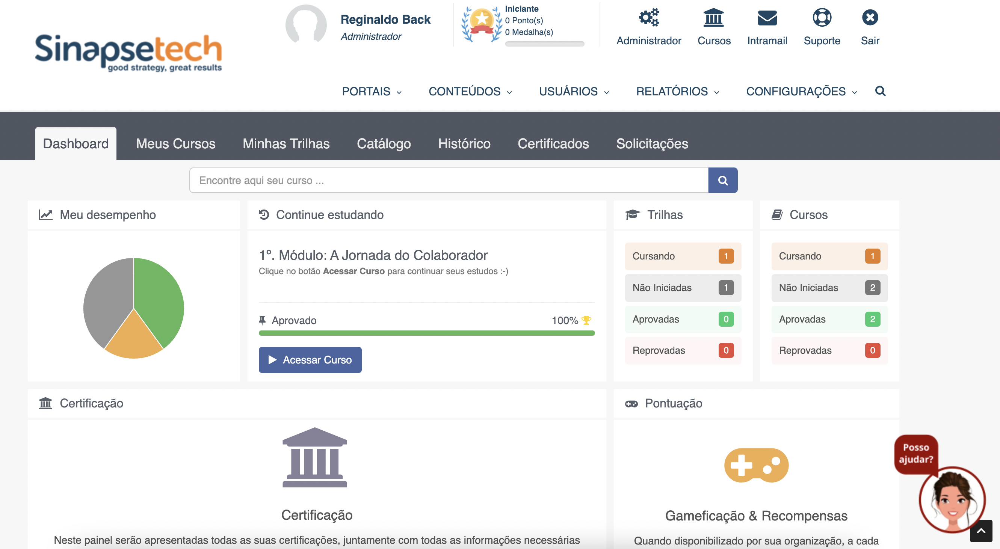 Sinapsetech
good strategy, great results
Reginaldo Back
Administrador
Iniciante
0 Ponto(s)
0 Medalha(s)
Administrador
Cursos
Intramail
Suporte
Sair
PORTAIS
CONTEÚDOS
USUÁRIOS
RELATÓRIOS
CONFIGURAÇÕES
Dashboard
Meus Cursos
Minhas Trilhas
Catálogo
Histórico
Certificados
Solicitações
Encontre aqui seu curso ...
Meu desempenho
Continue estudando
1º. Módulo: A Jornada do Colaborador
Clique no botão Acessar Curso para continuar seus estudos :-)
Aprovado 100%
Acessar Curso
Trilhas
Cursando 1
Não Iniciadas 1
Aprovadas 0
Reprovadas 0
Cursos
Cursando 1
Não Iniciadas 2
Aprovadas 2
Reprovadas 0
Certificação
Certificação
Neste painel serão apresentadas todas as suas certificações, juntamente com todas as informações necessárias
Pontuação
Gameficação & Recompensas
Quando disponibilizado por sua organização, a cada
Posso
ajudar?